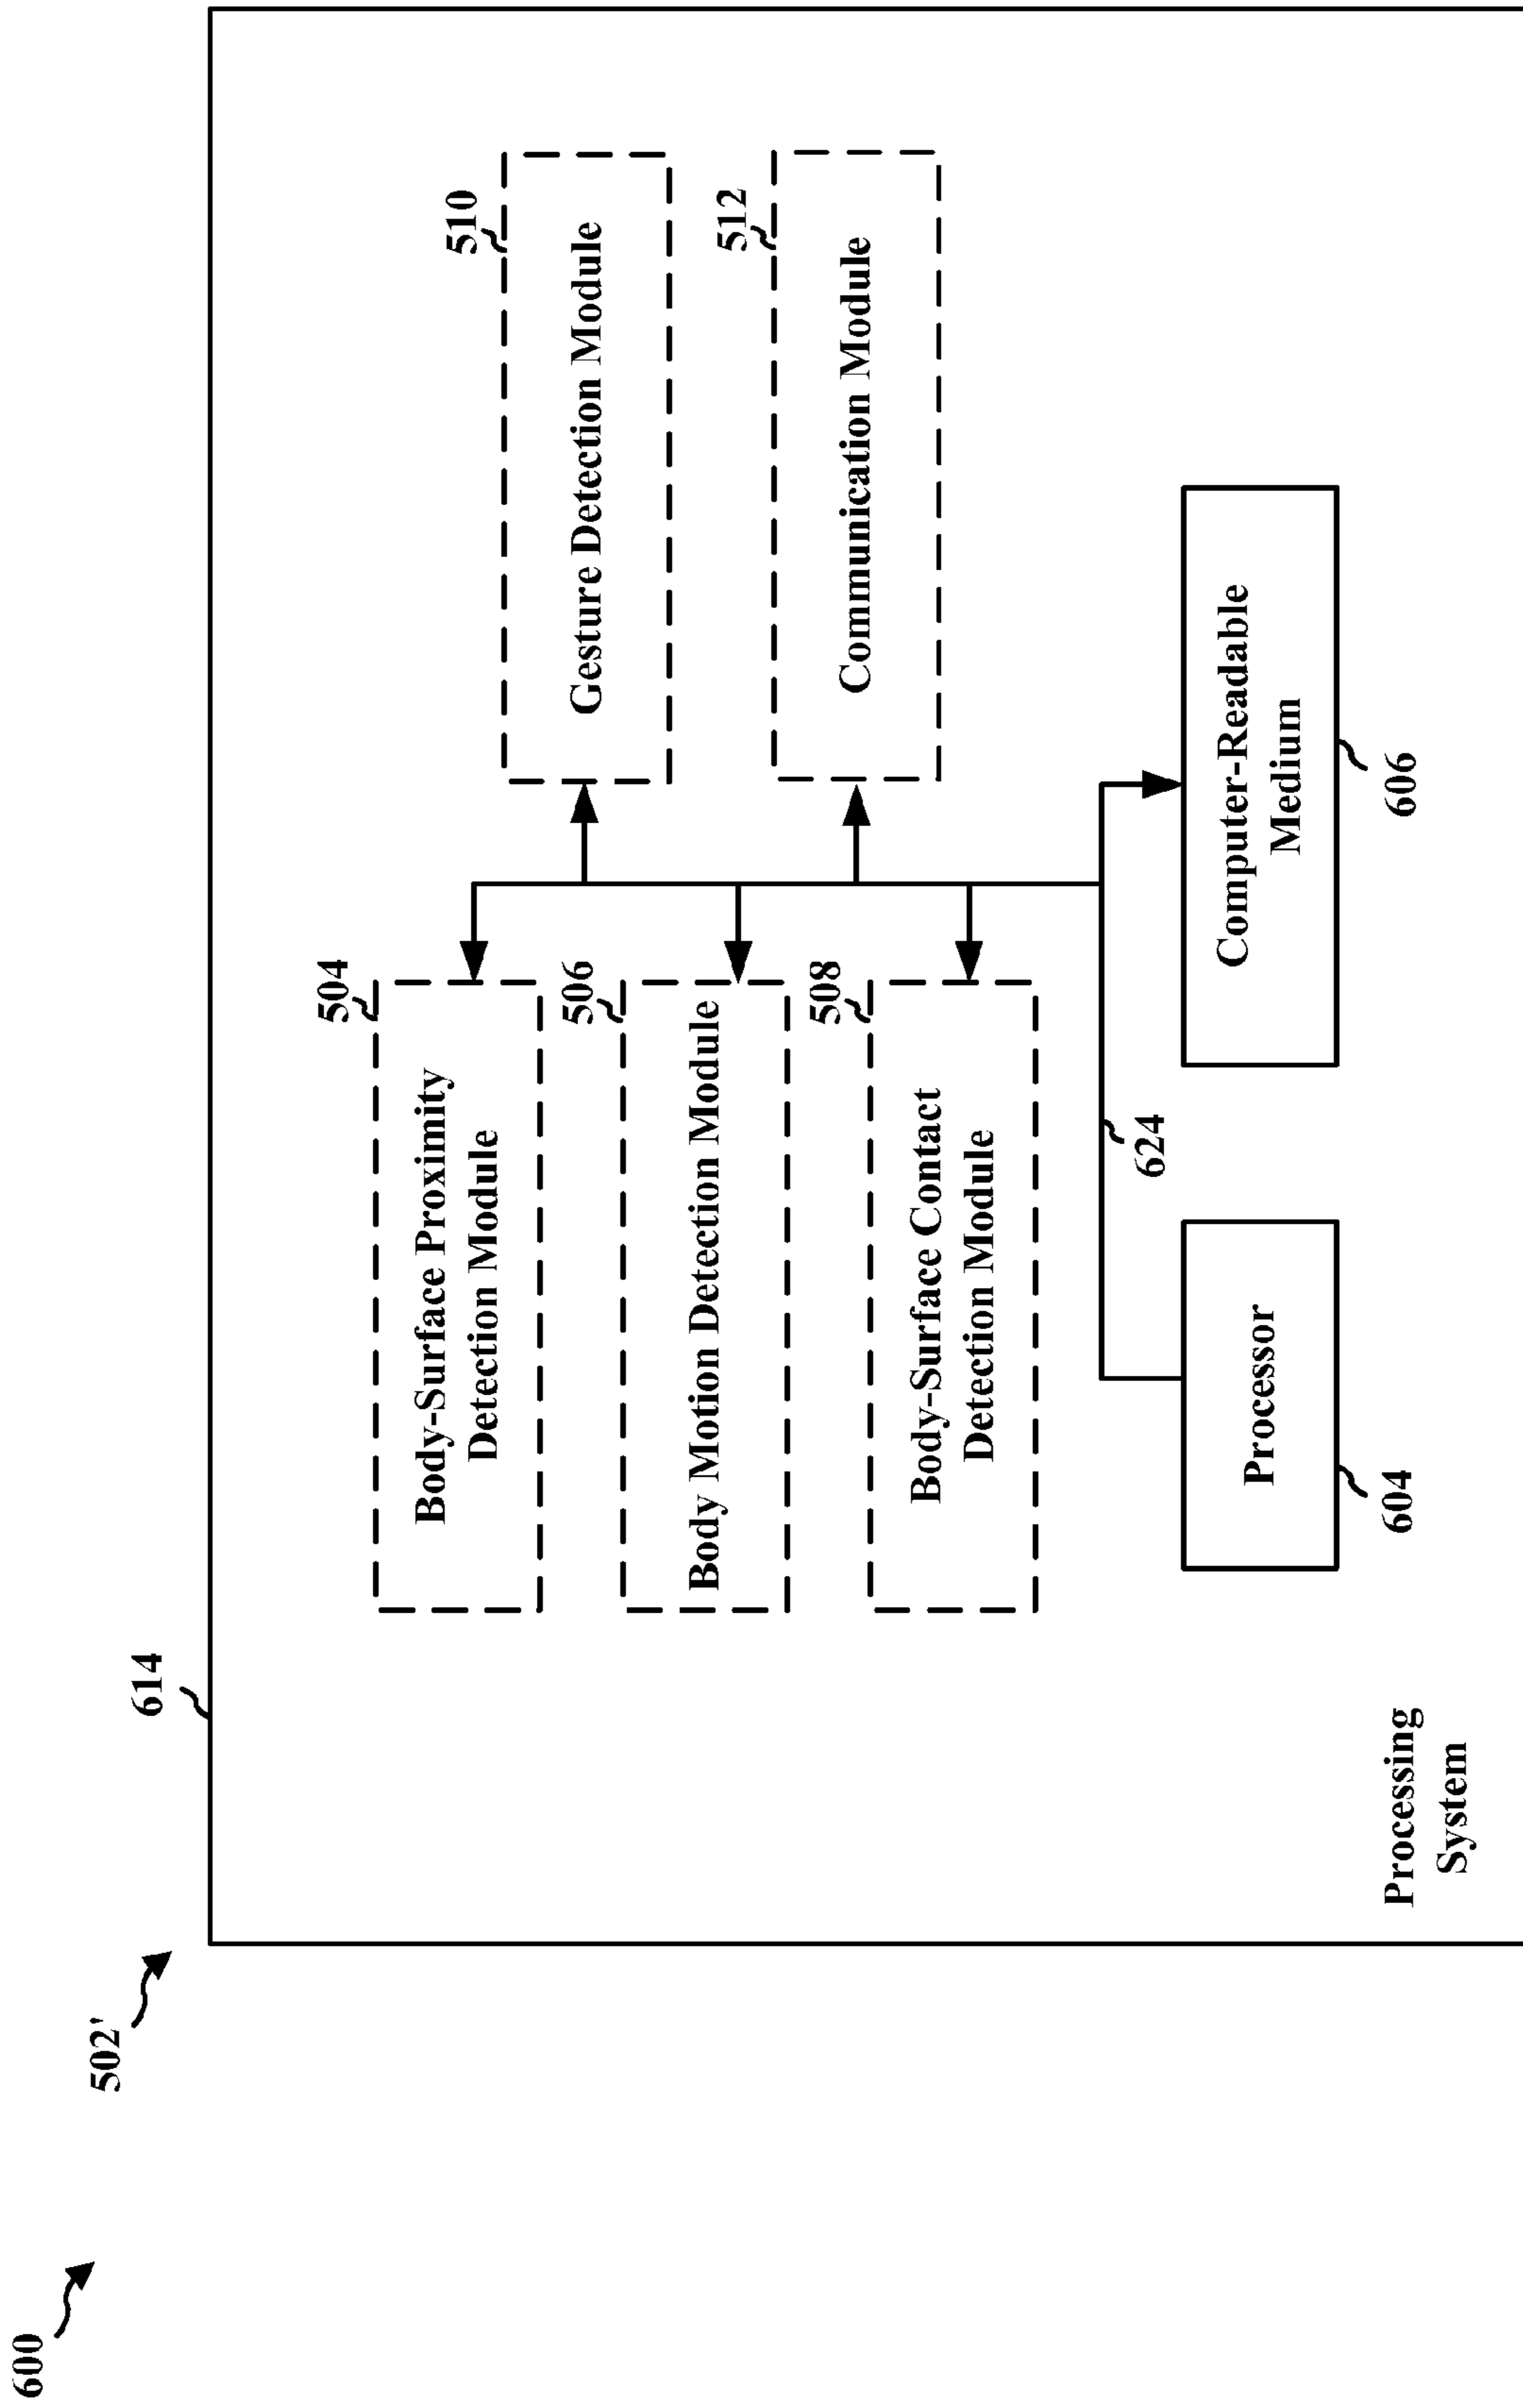 600
502'
614
504
Body-Surface Proximity
Detection Module
506
Body Motion Detection Module
508
Body-Surface Contact
Detection Module
510
Gesture Detection Module
512
Communication Module
624
Processor
604
Computer-Readable
Medium
606
Processing
System